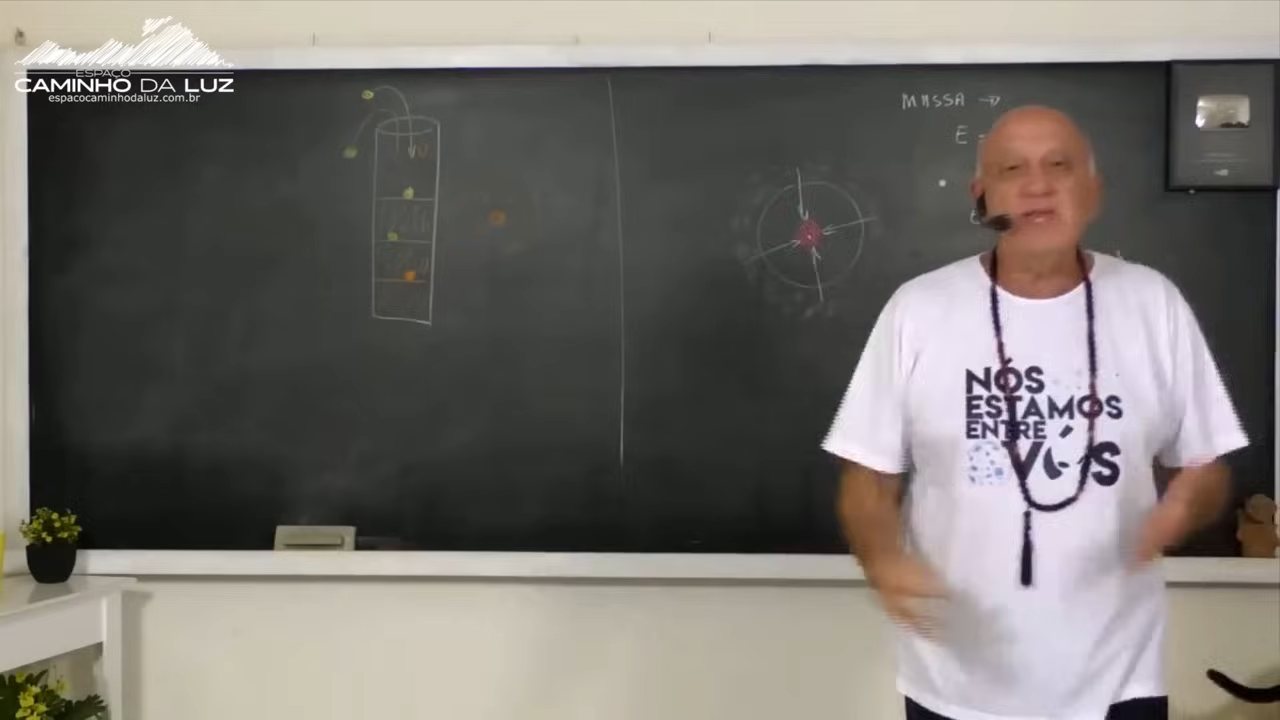 ESPAÇO
CAMINHO DA LUZ
espacocaminhodaluz.com.br
MASSA →
E -
NÓS
ESTAMOS
ENTRE
VÓS